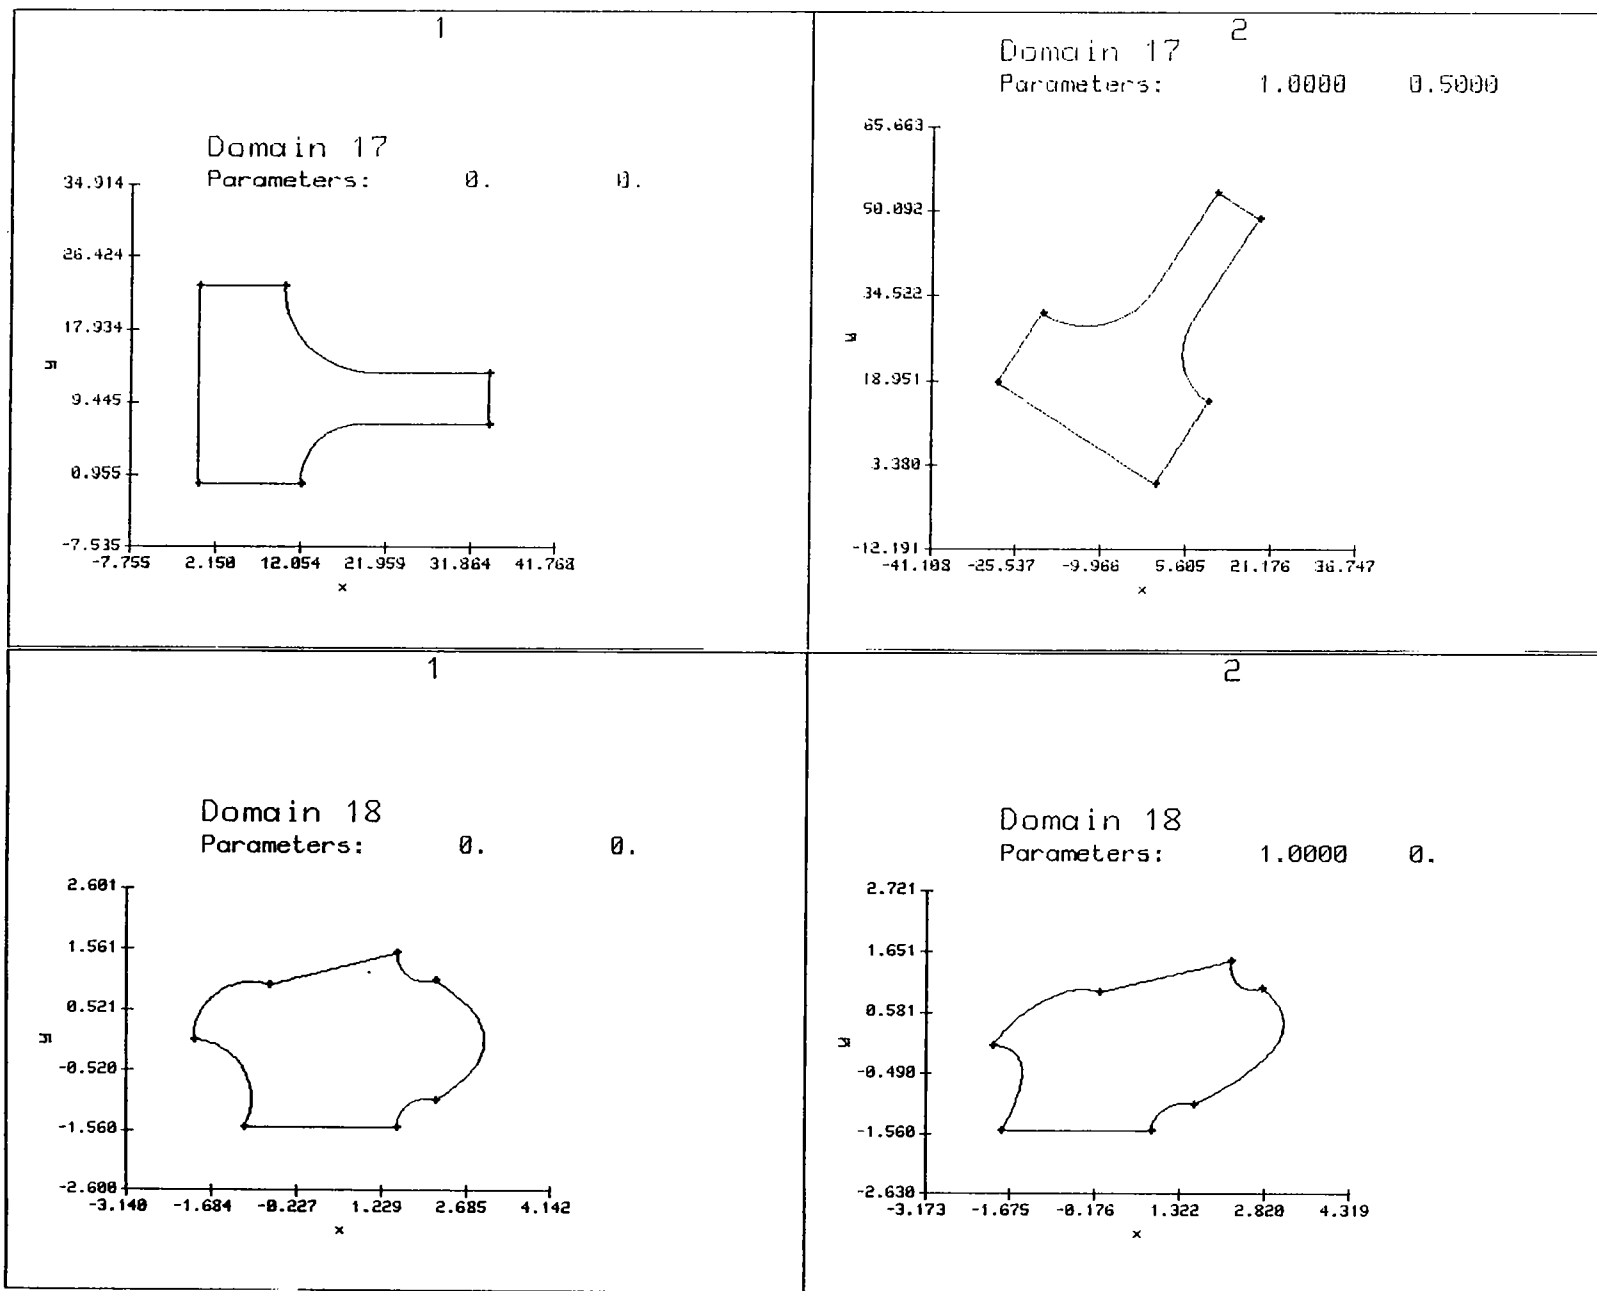 1
Domain 17
Parameters: 0. 0.
34.914
26.424
17.934
9.445
0.955
-7.535
y
-7.755 2.150 12.054 21.959 31.864 41.768
x
2
Domain 17
Parameters: 1.0000 0.5000
65.663
50.092
34.522
18.951
3.380
-12.191
y
-41.108 -25.537 -9.966 5.605 21.176 36.747
x
1
Domain 18
Parameters: 0. 0.
2.601
1.561
0.521
-0.520
-1.560
-2.600
y
-3.140 -1.684 -0.227 1.229 2.685 4.142
x
2
Domain 18
Parameters: 1.0000 0.
2.721
1.651
0.581
-0.490
-1.560
-2.630
y
-3.173 -1.675 -0.176 1.322 2.820 4.319
x